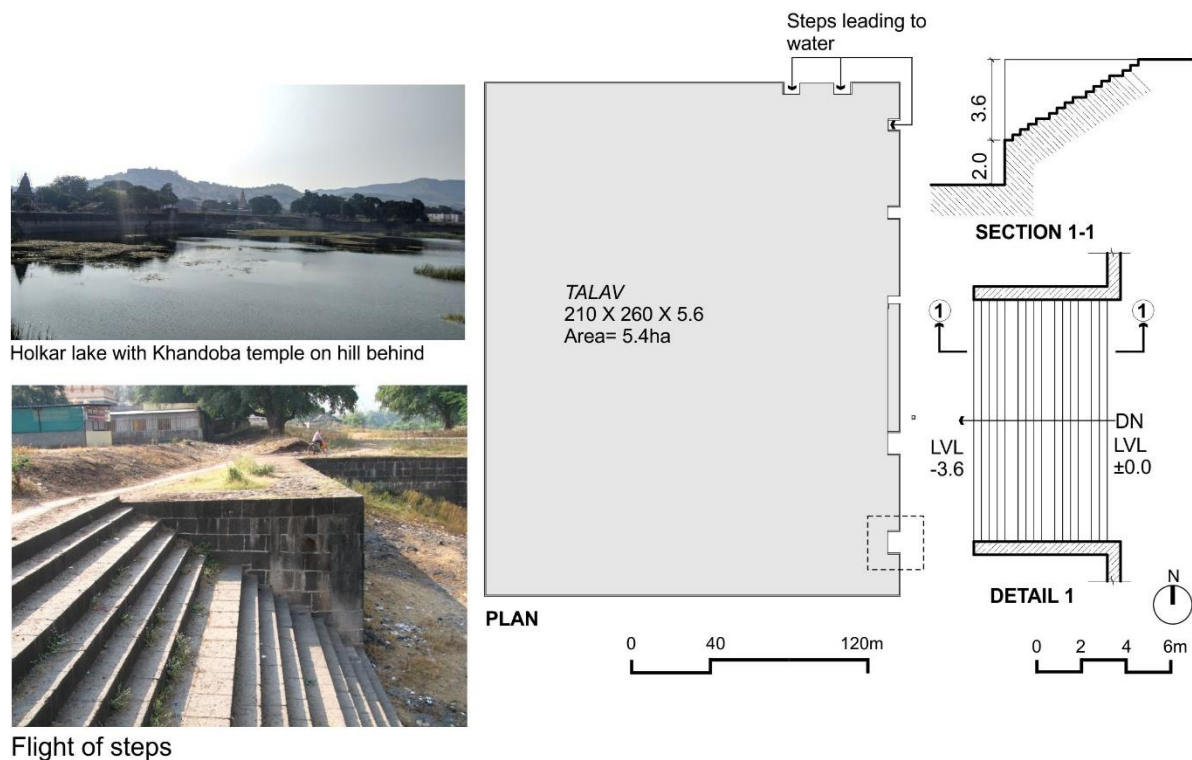 Holkar lake with Khandoba temple on hill behind
Flight of steps
Steps leading to
water
TALAV
210 X 260 X 5.6
Area= 5.4ha
PLAN
0 40 120m
3.6
2.0
SECTION 1-1
1 1
DN
LVL
-3.6
LVL
±0.0
DETAIL 1
N
0 2 4 6m